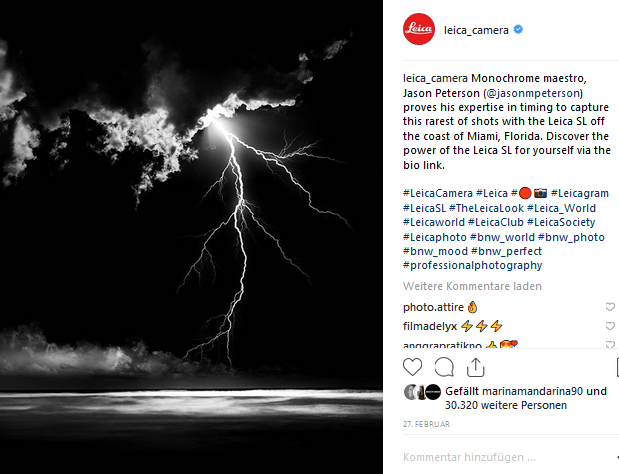 Leica
leica_camera
leica_camera Monochrome maestro,
Jason Peterson (@jasonmpeterson)
proves his expertise in timing to capture
this rarest of shots with the Leica SL off
the coast of Miami, Florida. Discover the
power of the Leica SL for yourself via the
bio link.
#LeicaCamera #Leica #🔴📷 #Leicagram
#LeicaSL #TheLeicaLook #Leica_World
#Leicaworld #LeicaClub #LeicaSociety
#Leicaphoto #bnw_world #bnw_photo
#bnw_mood #bnw_perfect
#professionalphotography
Weitere Kommentare laden
photo.attire 👌
filmadelyx ⚡⚡⚡
anggrapratikno 👍😍
Gefällt marinamandarina90 und
30.320 weitere Personen
27. FEBRUAR
Kommentar hinzufügen ...